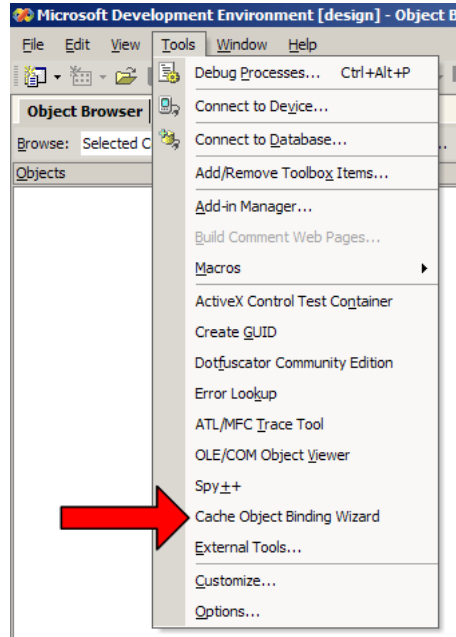 Microsoft Development Environment [design] - Object B
File Edit View Tools Window Help
Debug Processes... Ctrl+Alt+P
Object Browser
Connect to Device...
Browse: Selected C
Connect to Database...
Objects
Add/Remove Toolbox Items...
Add-in Manager...
Build Comment Web Pages...
Macros
ActiveX Control Test Container
Create GUID
Dotfuscator Community Edition
Error Lookup
ATL/MFC Trace Tool
OLE/COM Object Viewer
Spy++
Cache Object Binding Wizard
External Tools...
Customize...
Options...